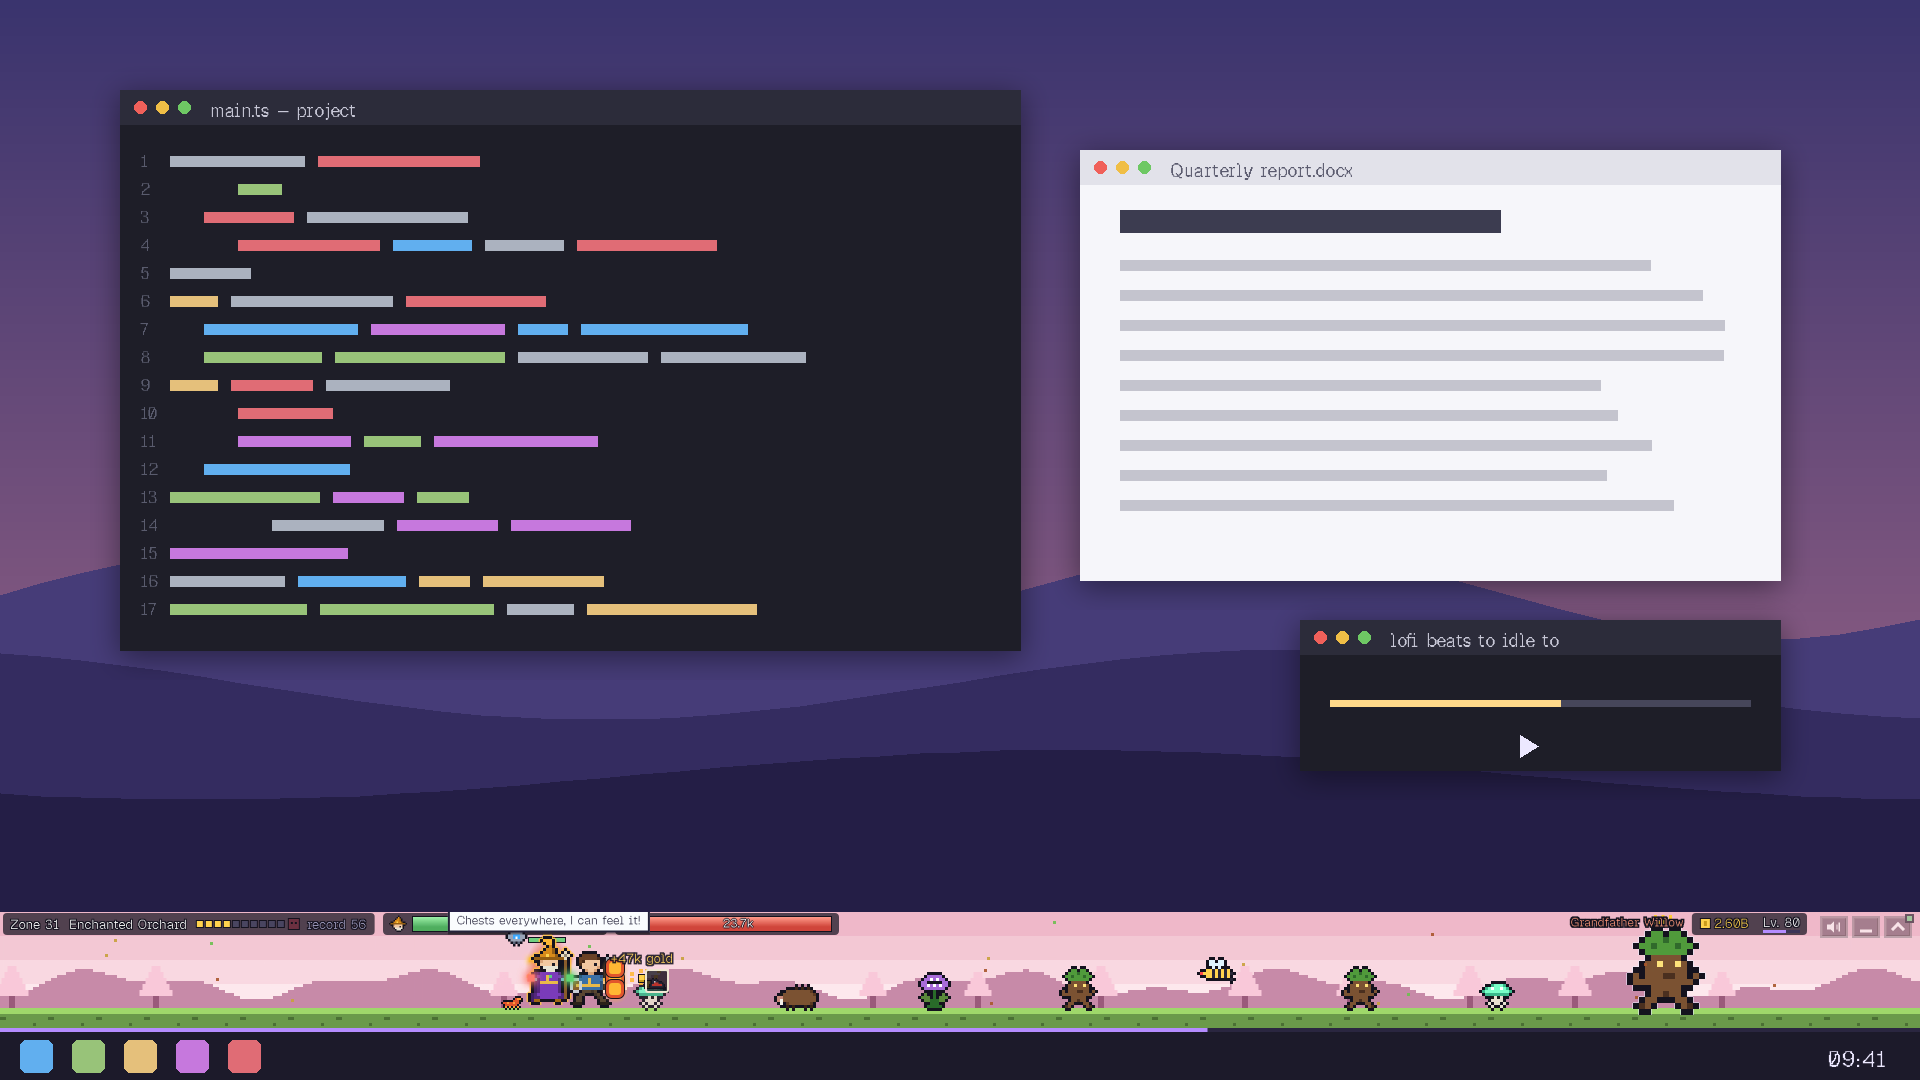 main.ts — project
1
2
3
4
5
6
7
8
9
10
11
12
13
14
15
16
17
Quarterly report.docx
lofi beats to idle to
Zone 31 Enchanted Orchard record 56
Chests everywhere, I can feel it!
23.7k
Grandfather Willow
2.60B Lv. 80
+47k gold
09:41